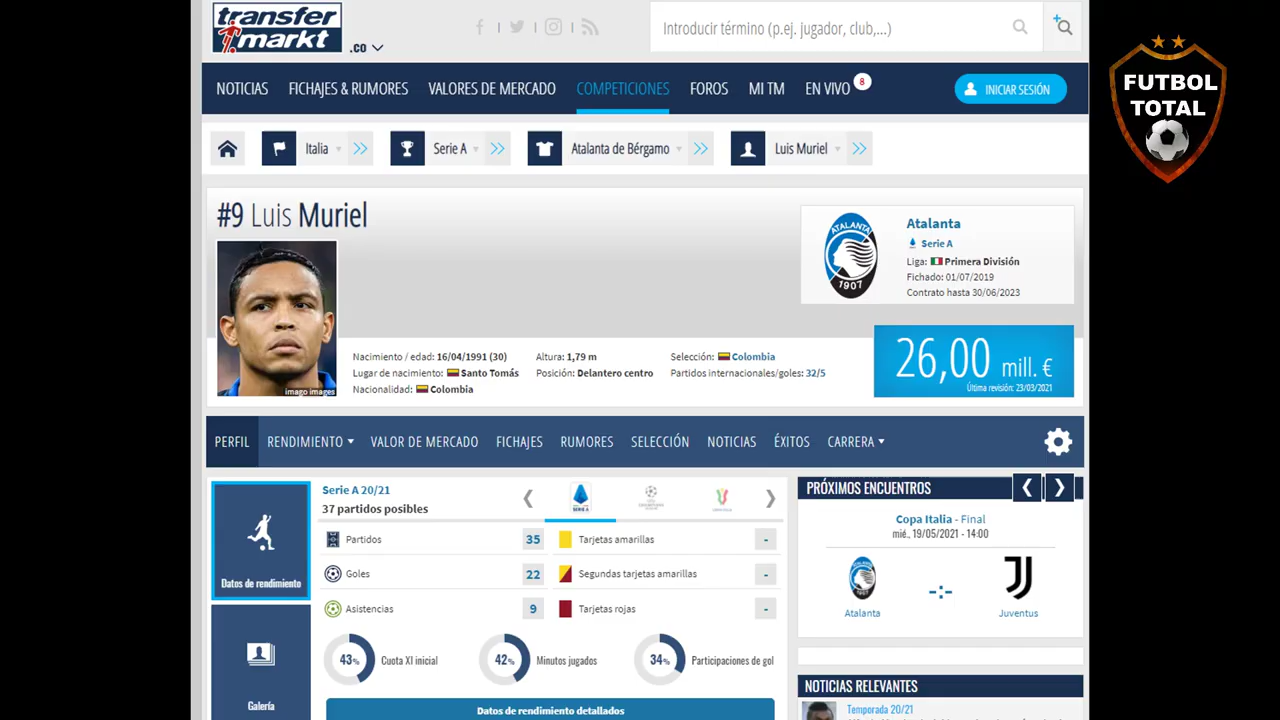 transfer
markt
.co
Introducir término (p.ej. jugador, club,...)
FUTBOL
TOTAL
NOTICIAS FICHAJES & RUMORES VALORES DE MERCADO COMPETICIONES FOROS MI TM EN VIVO 8 INICIAR SESIÓN
Italia Serie A Atalanta de Bérgamo Luis Muriel
#9 Luis Muriel
imago images
ATALANTA
1907
Atalanta
Serie A
Liga: Primera División
Fichado: 01/07/2019
Contrato hasta 30/06/2023
Nacimiento / edad: 16/04/1991 (30)
Lugar de nacimiento: Santo Tomás
Nacionalidad: Colombia
Altura: 1,79 m
Posición: Delantero centro
Selección: Colombia
Partidos internacionales/goles: 32/5
26,00 mill. €
Última revisión: 23/03/2021
PERFIL RENDIMIENTO VALOR DE MERCADO FICHAJES RUMORES SELECCIÓN NOTICIAS ÉXITOS CARRERA
Datos de rendimiento
Galería
Serie A 20/21
37 partidos posibles
SERIE A
Partidos 35 Tarjetas amarillas -
Goles 22 Segundas tarjetas amarillas -
Asistencias 9 Tarjetas rojas -
43% Cuota XI inicial 42% Minutos jugados 34% Participaciones de gol
Datos de rendimiento detallados
PRÓXIMOS ENCUENTROS
Copa Italia - Final
mié., 19/05/2021 - 14:00
-:-
Atalanta Juventus
NOTICIAS RELEVANTES
Temporada 20/21